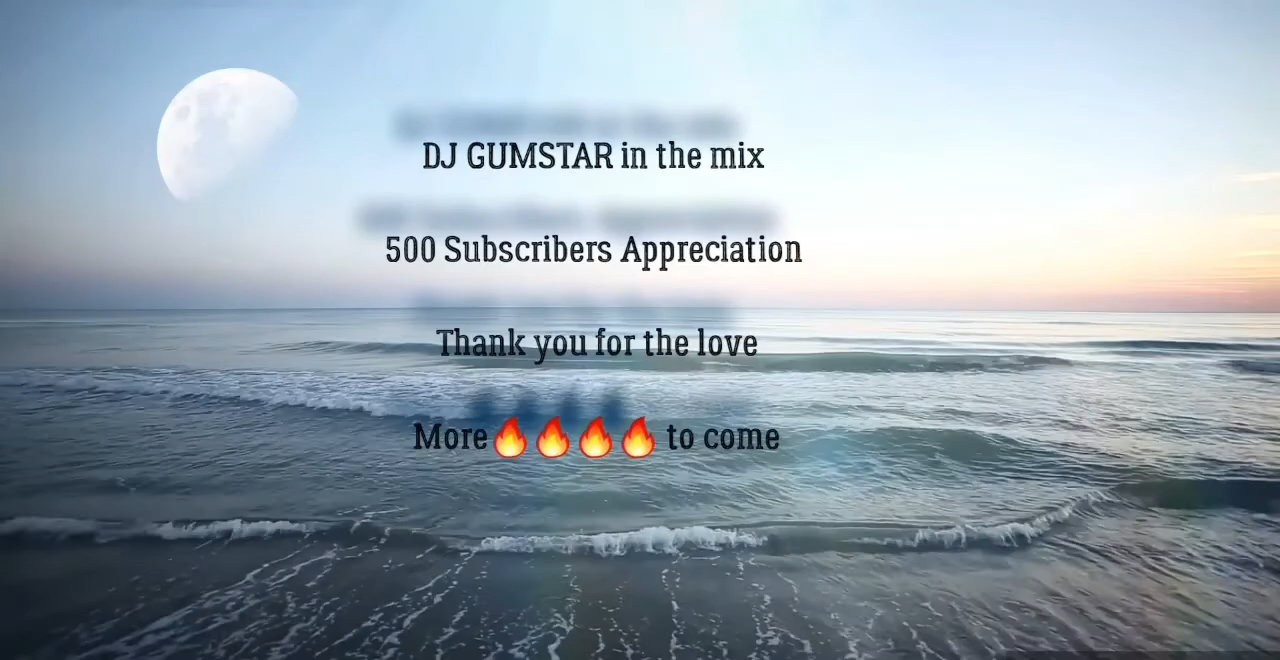 DJ GUMSTAR in the mix
500 Subscribers Appreciation
Thank you for the love
More🔥🔥🔥🔥 to come